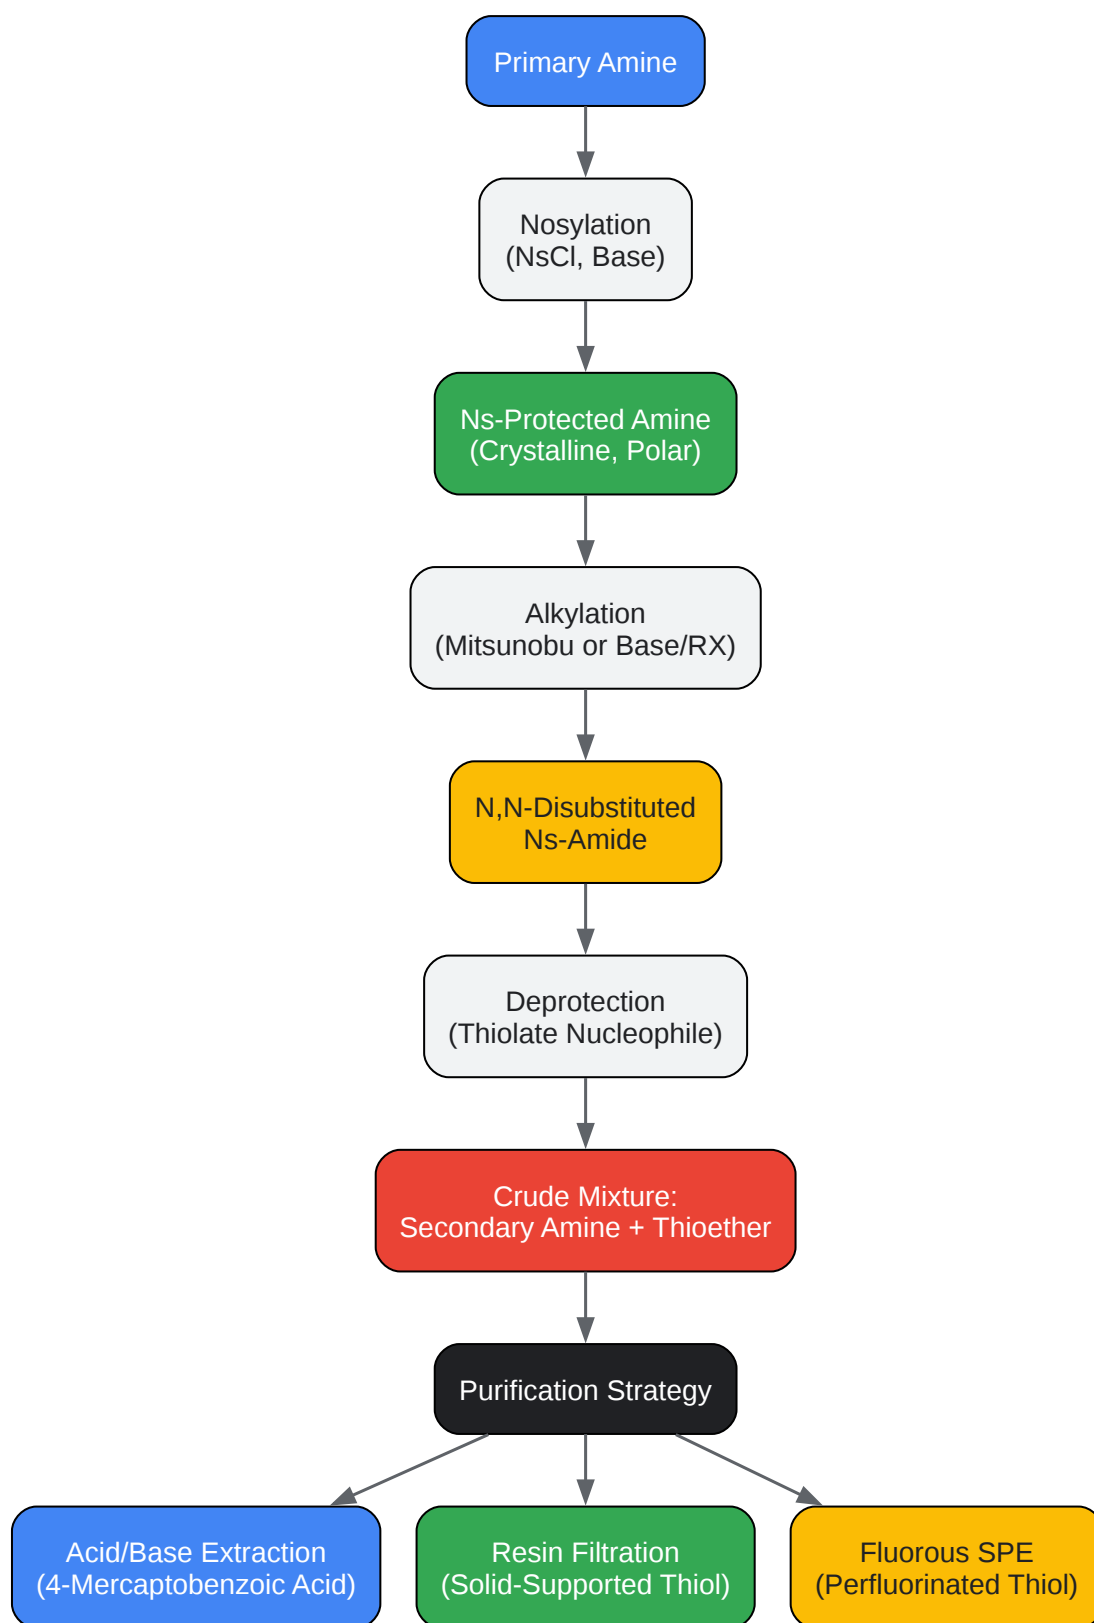 Primary Amine
Nosylation
(NsCl, Base)
Ns-Protected Amine
(Crystalline, Polar)
Alkylation
(Mitsunobu or Base/RX)
N,N-Disubstituted
Ns-Amide
Deprotection
(Thiolate Nucleophile)
Crude Mixture:
Secondary Amine + Thioether
Purification Strategy
Acid/Base Extraction
(4-Mercaptobenzoic Acid)
Resin Filtration
(Solid-Supported Thiol)
Fluorous SPE
(Perfluorinated Thiol)